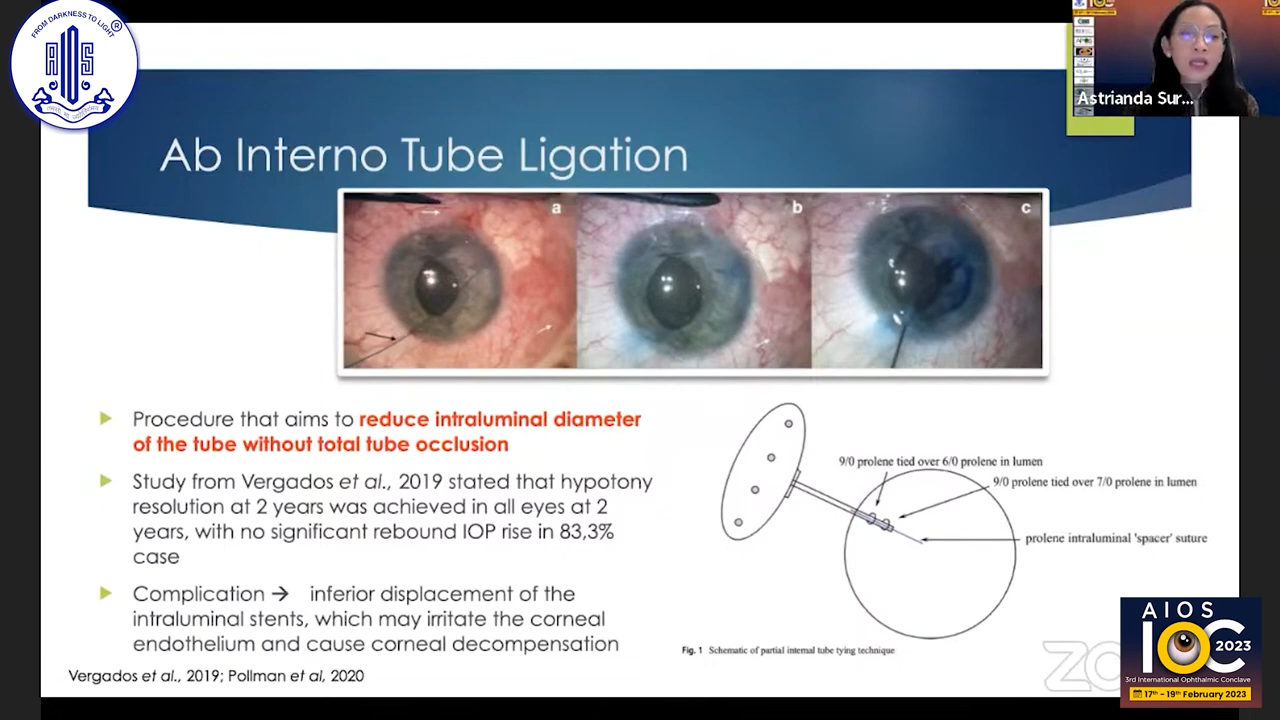 FROM DARKNESS TO LIGHT
®
AIOS
Astrianda Sur...
Ab Interno Tube Ligation
a
b
c
Procedure that aims to reduce intraluminal diameter
of the tube without total tube occlusion
Study from Vergados et al., 2019 stated that hypotony
resolution at 2 years was achieved in all eyes at 2
years, with no significant rebound IOP rise in 83,3%
case
Complication → inferior displacement of the
intraluminal stents, which may irritate the corneal
endothelium and cause corneal decompensation
Vergados et al., 2019; Pollman et al, 2020
9/0 prolene tied over 6/0 prolene in lumen
9/0 prolene tied over 7/0 prolene in lumen
prolene intraluminal 'spacer' suture
Fig. 1 Schematic of partial internal tube tying technique
ZO
AIOS
IOC
2023
3rd International Ophthalmic Conclave
17th - 19th February 2023